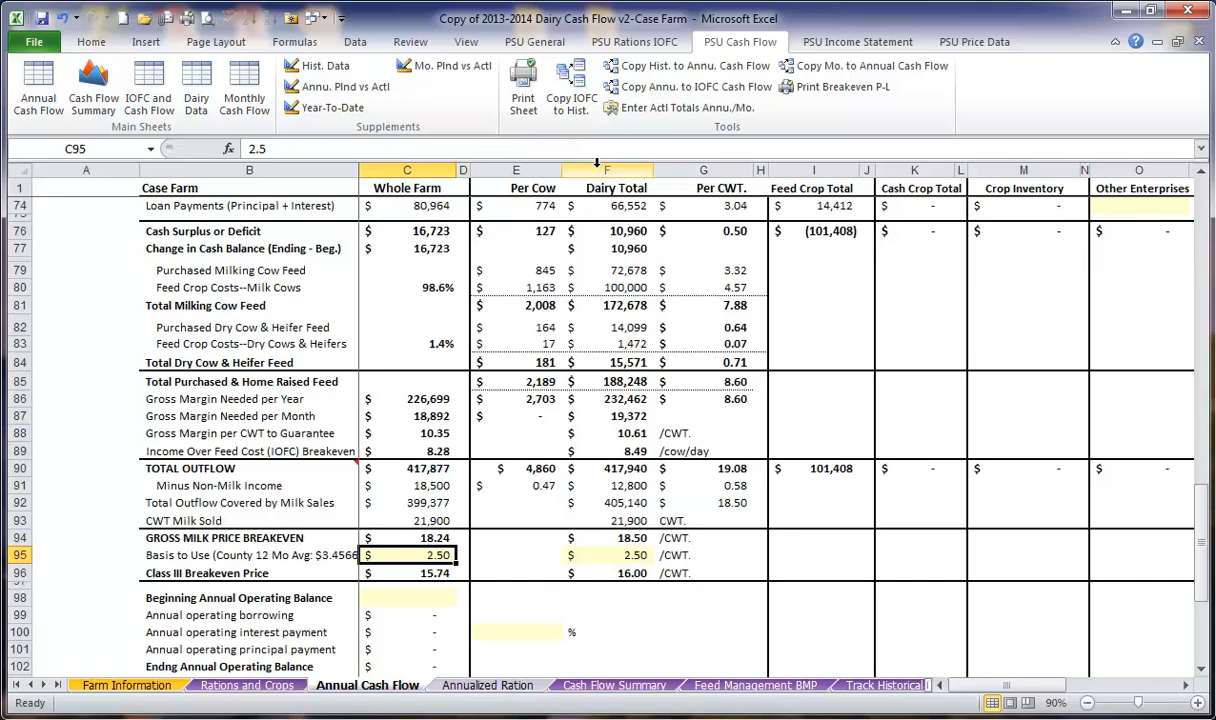 Copy of 2013-2014 Dairy Cash Flow v2-Case Farm - Microsoft Excel
File Home Insert Page Layout Formulas Data Review View PSU General PSU Rations IOFC PSU Cash Flow PSU Income Statement PSU Price Data
Annual Cash Flow
Cash Flow Summary
IOFC and Cash Flow
Dairy Data
Monthly Cash Flow
Main Sheets
Hist. Data Mo. Plnd vs Actl
Annu. Plnd vs Actl
Year-To-Date
Supplements
Print Sheet
Copy IOFC to Hist.
Copy Hist. to Annu. Cash Flow Copy Mo. to Annual Cash Flow
Copy Annu. to IOFC Cash Flow Print Breakeven P-L
Enter Actl Totals Annu./Mo.
Tools
C95 fx 2.5
A B C D E F G H I J K L M N O
1 Case Farm Whole Farm Per Cow Dairy Total Per CWT. Feed Crop Total Cash Crop Total Crop Inventory Other Enterprises
74 Loan Payments (Principal + Interest) $ 80,964 $ 774 $ 66,552 $ 3.04 $ 14,412 $ - $ -
75
76 Cash Surplus or Deficit $ 16,723 $ 127 $ 10,960 $ 0.50 $ (101,408) $ - $ - $ -
77 Change in Cash Balance (Ending - Beg.) $ 16,723 $ 10,960
79 Purchased Milking Cow Feed $ 845 $ 72,678 $ 3.32
80 Feed Crop Costs--Milk Cows 98.6% $ 1,163 $ 100,000 $ 4.57
81 Total Milking Cow Feed $ 2,008 $ 172,678 $ 7.88
82 Purchased Dry Cow & Heifer Feed $ 164 $ 14,099 $ 0.64
83 Feed Crop Costs--Dry Cows & Heifers 1.4% $ 17 $ 1,472 $ 0.07
84 Total Dry Cow & Heifer Feed $ 181 $ 15,571 $ 0.71
85 Total Purchased & Home Raised Feed $ 2,189 $ 188,248 $ 8.60
86 Gross Margin Needed per Year $ 226,699 $ 2,703 $ 232,462 $ 8.60
87 Gross Margin Needed per Month $ 18,892 $ - $ 19,372
88 Gross Margin per CWT to Guarantee $ 10.35 $ 10.61 /CWT.
89 Income Over Feed Cost (IOFC) Breakeven $ 8.28 $ 8.49 /cow/day
90 TOTAL OUTFLOW $ 417,877 $ 4,860 $ 417,940 $ 19.08 $ 101,408 $ - $ - $ -
91 Minus Non-Milk Income $ 18,500 $ 0.47 $ 12,800 $ 0.58
92 Total Outflow Covered by Milk Sales $ 399,377 $ 405,140 $ 18.50
93 CWT Milk Sold 21,900 21,900 CWT.
94 GROSS MILK PRICE BREAKEVEN $ 18.24 $ 18.50 /CWT.
95 Basis to Use (County 12 Mo Avg: $3.4566 $ 2.50 $ 2.50 /CWT.
96 Class III Breakeven Price $ 15.74 $ 16.00 /CWT.
97
98 Beginning Annual Operating Balance
99 Annual operating borrowing $ -
100 Annual operating interest payment $ - %
101 Annual operating principal payment $ -
102 Endng Annual Operating Balance $ -
Farm Information Rations and Crops Annual Cash Flow Annualized Ration Cash Flow Summary Feed Management BMP Track Historical
Ready 90%